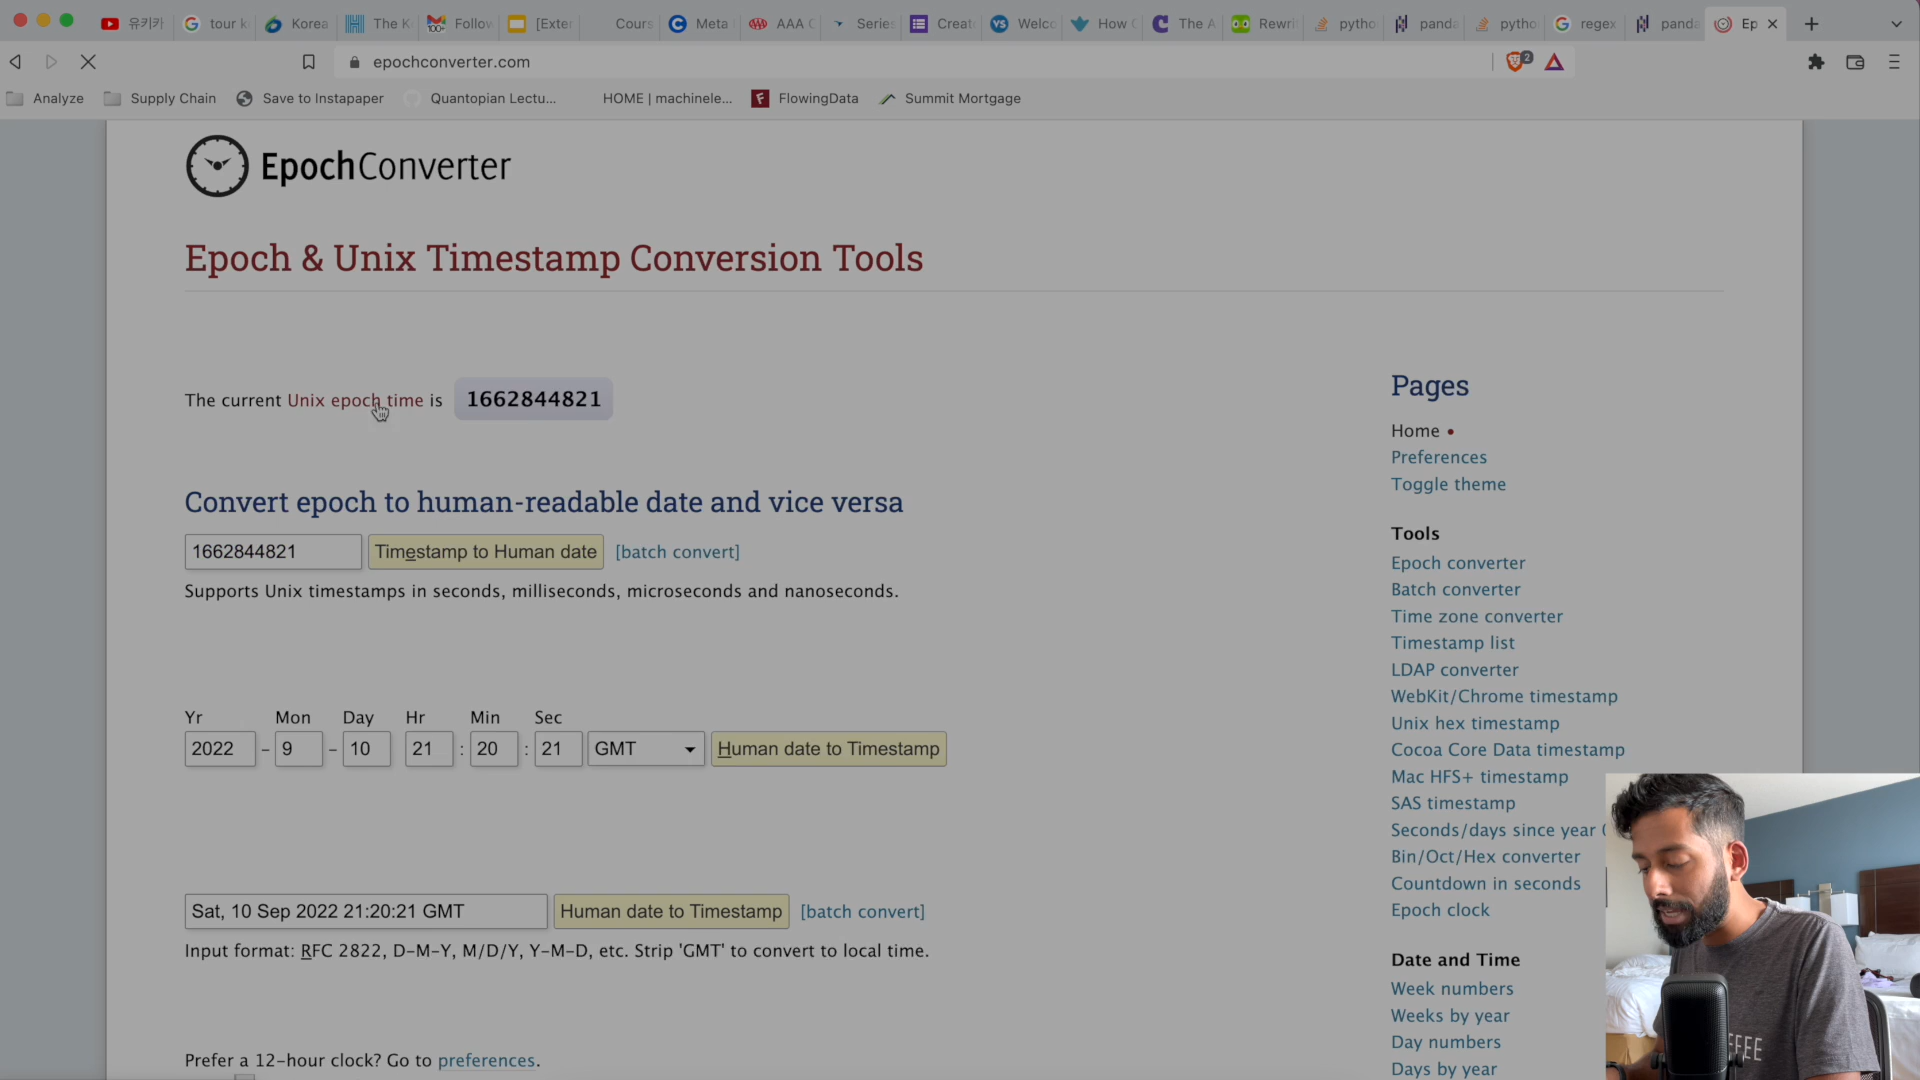 유키카
tour k
Korea
The K
Follow
[Exter
Cours
Meta
AAA C
Series
Create
Welco
How C
The A
Rewri
pytho
panda
pytho
regex
panda
Ep
epochconverter.com
2
Analyze
Supply Chain
Save to Instapaper
Quantopian Lectu...
HOME | machinele...
FlowingData
Summit Mortgage
EpochConverter
Epoch & Unix Timestamp Conversion Tools
The current Unix epoch time is 1662844821
Convert epoch to human-readable date and vice versa
1662844821 Timestamp to Human date [batch convert]
Supports Unix timestamps in seconds, milliseconds, microseconds and nanoseconds.
Yr Mon Day Hr Min Sec
2022 - 9 - 10 21 : 20 : 21 GMT Human date to Timestamp
Sat, 10 Sep 2022 21:20:21 GMT Human date to Timestamp [batch convert]
Input format: RFC 2822, D-M-Y, M/D/Y, Y-M-D, etc. Strip 'GMT' to convert to local time.
Prefer a 12-hour clock? Go to preferences.
Pages
Home
Preferences
Toggle theme
Tools
Epoch converter
Batch converter
Time zone converter
Timestamp list
LDAP converter
WebKit/Chrome timestamp
Unix hex timestamp
Cocoa Core Data timestamp
Mac HFS+ timestamp
SAS timestamp
Seconds/days since year
Bin/Oct/Hex converter
Countdown in seconds
Epoch clock
Date and Time
Week numbers
Weeks by year
Day numbers
Days by year